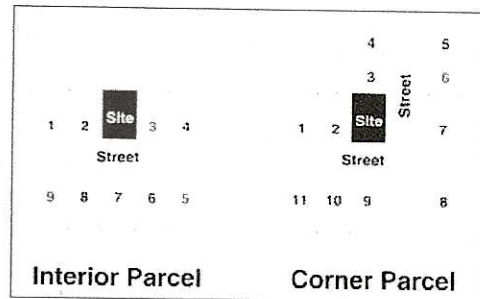 4 5
3 6
Street
1 2 Site 3 4
Street
9 8 7 6 5
1 2 Site 7
Street
11 10 9 8
Interior Parcel
Corner Parcel